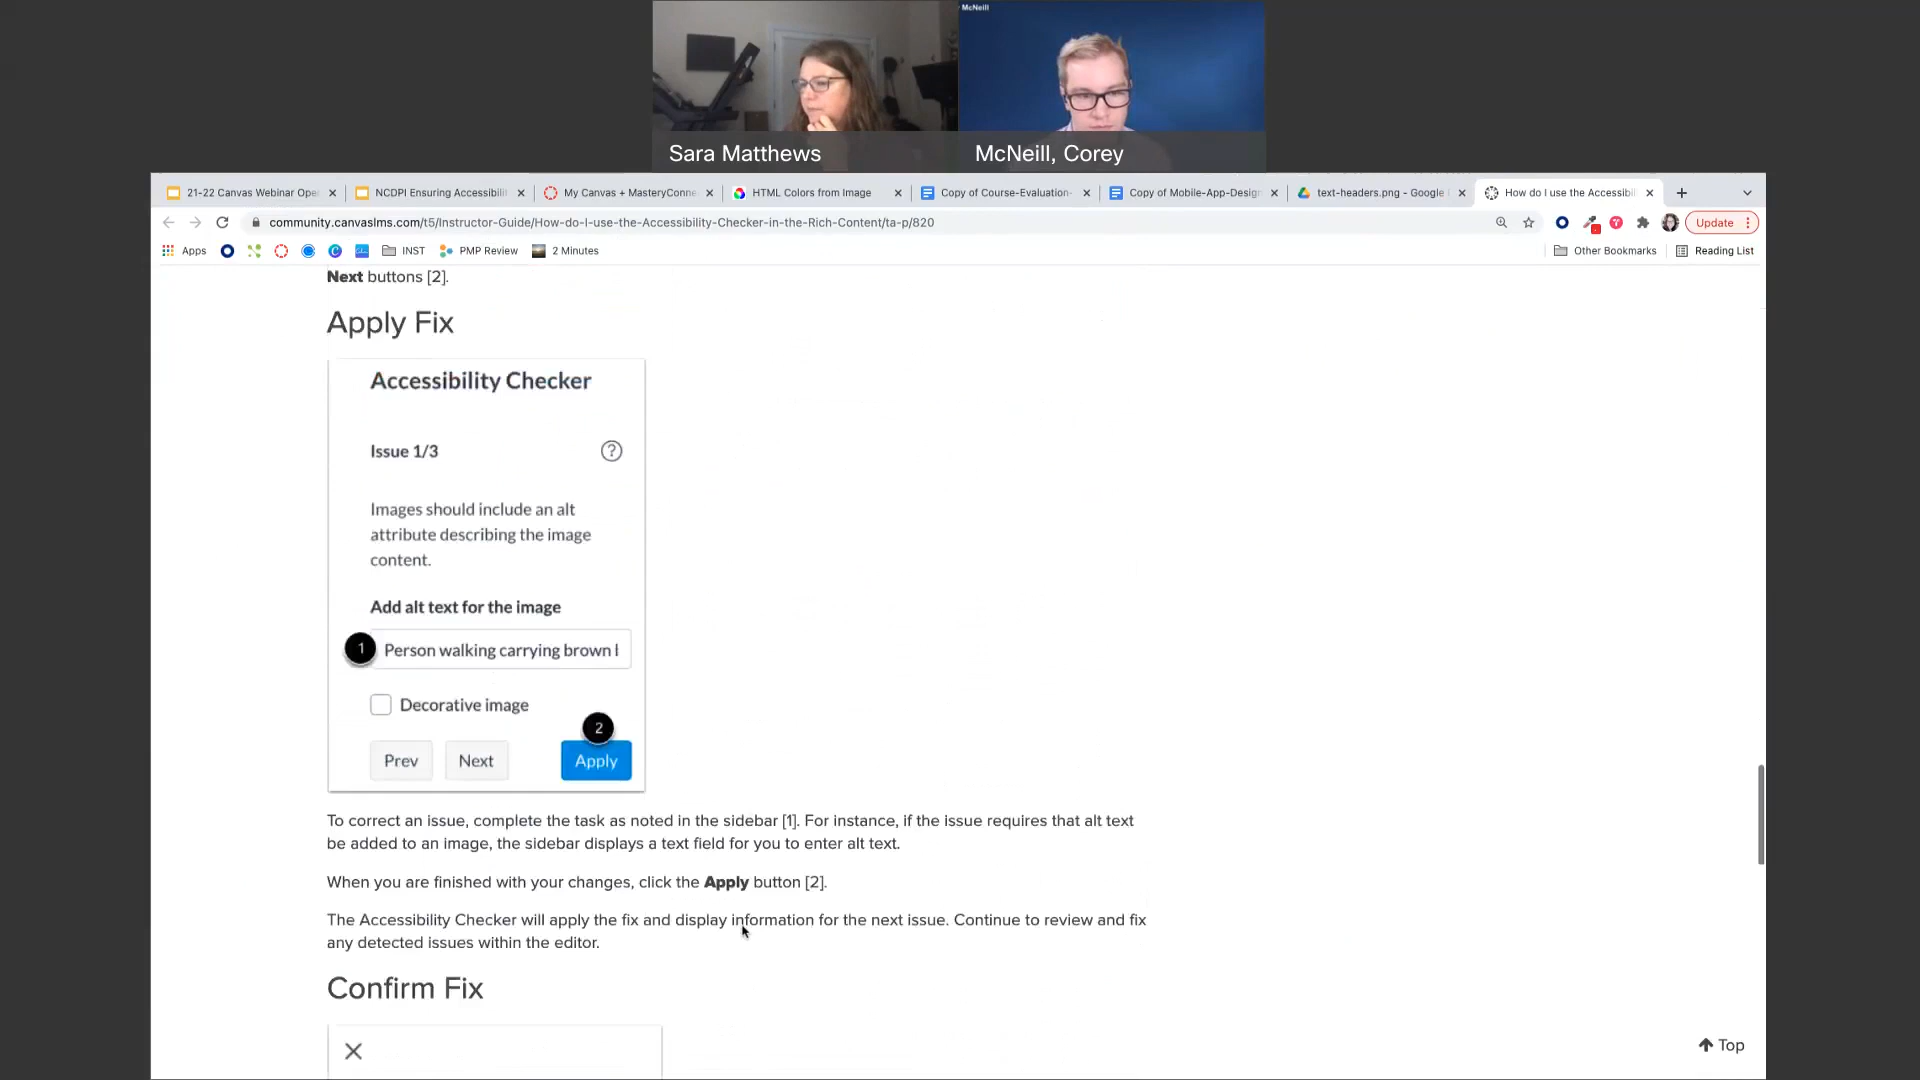 McNeill
Sara Matthews
McNeill, Corey
21-22 Canvas Webinar Ope
NCDPI Ensuring Accessibilit
My Canvas + MasteryConne
HTML Colors from Image
Copy of Course-Evaluation-
Copy of Mobile-App-Desig
text-headers.png - Google
How do I use the Accessibi
community.canvaslms.com/t5/Instructor-Guide/How-do-I-use-the-Accessibility-Checker-in-the-Rich-Content/ta-p/820
Update
Apps
INST
PMP Review
2 Minutes
Other Bookmarks
Reading List
Next buttons [2].
Apply Fix
Accessibility Checker
Issue 1/3
?
Images should include an alt
attribute describing the image
content.
Add alt text for the image
1
Person walking carrying brown
Decorative image
2
Prev
Next
Apply
To correct an issue, complete the task as noted in the sidebar [1]. For instance, if the issue requires that alt text
be added to an image, the sidebar displays a text field for you to enter alt text.
When you are finished with your changes, click the Apply button [2].
The Accessibility Checker will apply the fix and display information for the next issue. Continue to review and fix
any detected issues within the editor.
Confirm Fix
Top